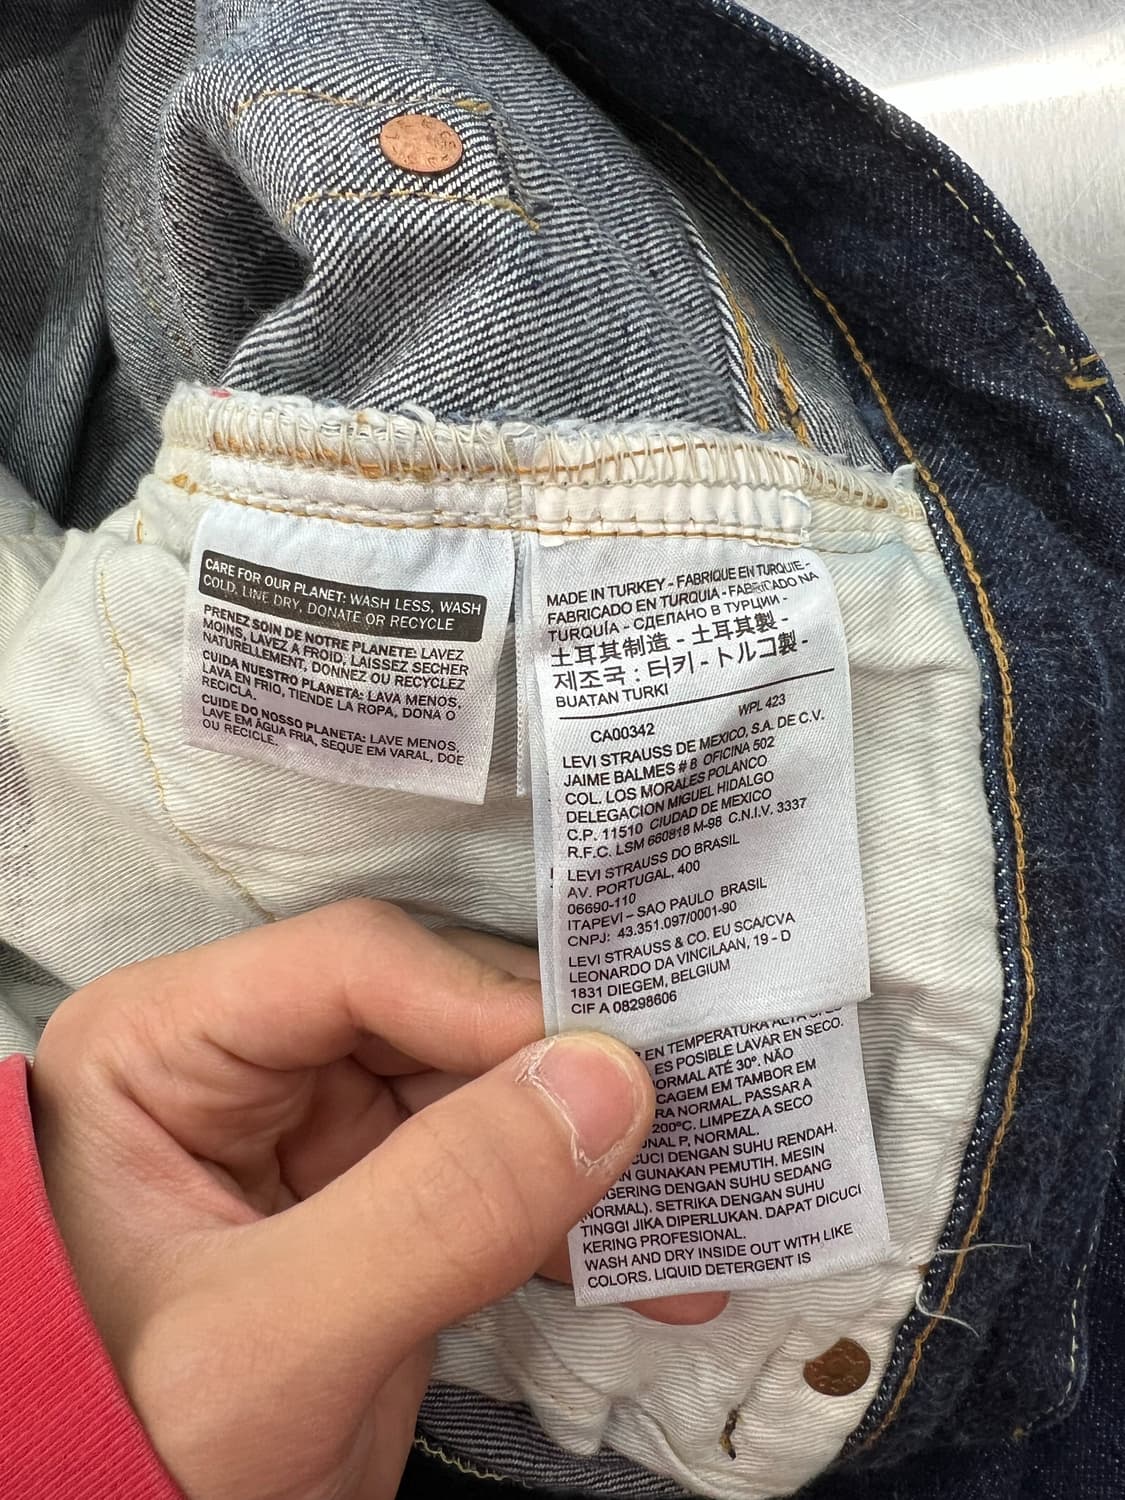 CARE FOR OUR PLANET: WASH LESS, WASH
COLD, LINE DRY, DONATE OR RECYCLE
PRENEZ SOIN DE NOTRE PLANETE: LAVEZ
MOINS, LAVEZ A FROID, LAISSEZ SECHER
NATURELLEMENT, DONNEZ OU RECYCLEZ
CUIDA NUESTRO PLANETA: LAVA MENOS,
LAVA EN FRIO, TIENDE LA ROPA, DONA O
RECICLA.
CUIDE DO NOSSO PLANETA: LAVE MENOS,
LAVE EM ÁGUA FRIA, SEQUE EM VARAL, DOE
OU RECICLE.
MADE IN TURKEY - FABRIQUE EN TURQUIE -
FABRICADO EN TURQUIA - FABRICADO NA
TURQUÍA - СДЕЛАНО В ТУРЦИИ -
土耳其制造 - 土耳其製 -
제조국 : 터키 - トルコ製 -
BUATAN TURKI
CA00342 WPL 423
LEVI STRAUSS DE MEXICO, S.A. DE C.V.
JAIME BALMES # 8 OFICINA 502
COL. LOS MORALES POLANCO
DELEGACION MIGUEL HIDALGO
C.P. 11510 CIUDAD DE MEXICO
R.F.C. LSM 660818 M-98 C.N.I.V. 3337
LEVI STRAUSS DO BRASIL
AV. PORTUGAL, 400
06690-110
ITAPEVI – SAO PAULO BRASIL
CNPJ: 43.351.097/0001-90
LEVI STRAUSS & CO. EU SCA/CVA
LEONARDO DA VINCILAAN, 19 - D
1831 DIEGEM, BELGIUM
CIF A 08298606
EN TEMPERATURA ALTA
ES POSIBLE LAVAR EN SECO.
ORMAL ATÉ 30°. NÃO
CAGEM EM TAMBOR EM
RA NORMAL. PASSAR A
200°C. LIMPEZA A SECO
NAL P, NORMAL.
CUCI DENGAN SUHU RENDAH.
GUNAKAN PEMUTIH. MESIN
GERING DENGAN SUHU SEDANG
(NORMAL). SETRIKA DENGAN SUHU
TINGGI JIKA DIPERLUKAN. DAPAT DICUCI
KERING PROFESIONAL.
WASH AND DRY INSIDE OUT WITH LIKE
COLORS. LIQUID DETERGENT IS